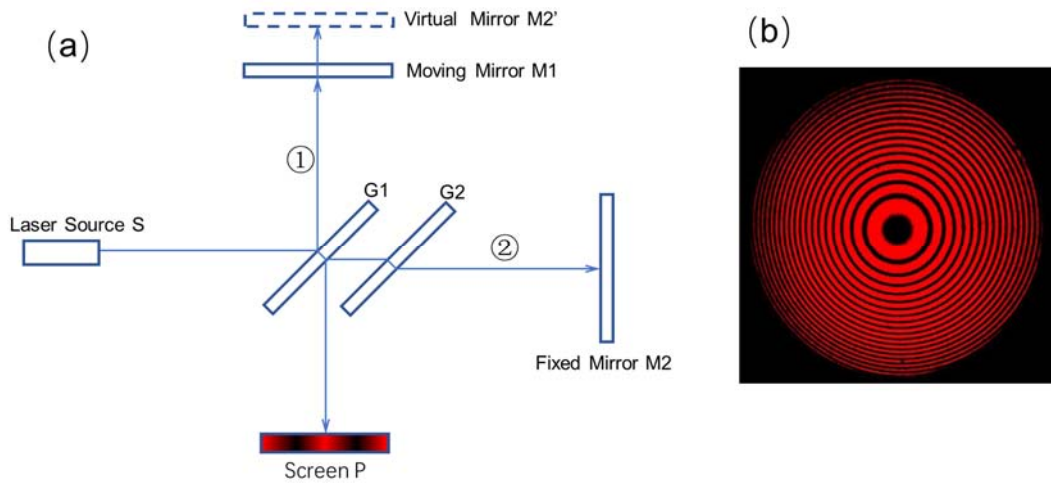 (a)
Virtual Mirror M2'
Moving Mirror M1
①
G1
G2
Laser Source S
②
Fixed Mirror M2
Screen P
(b)